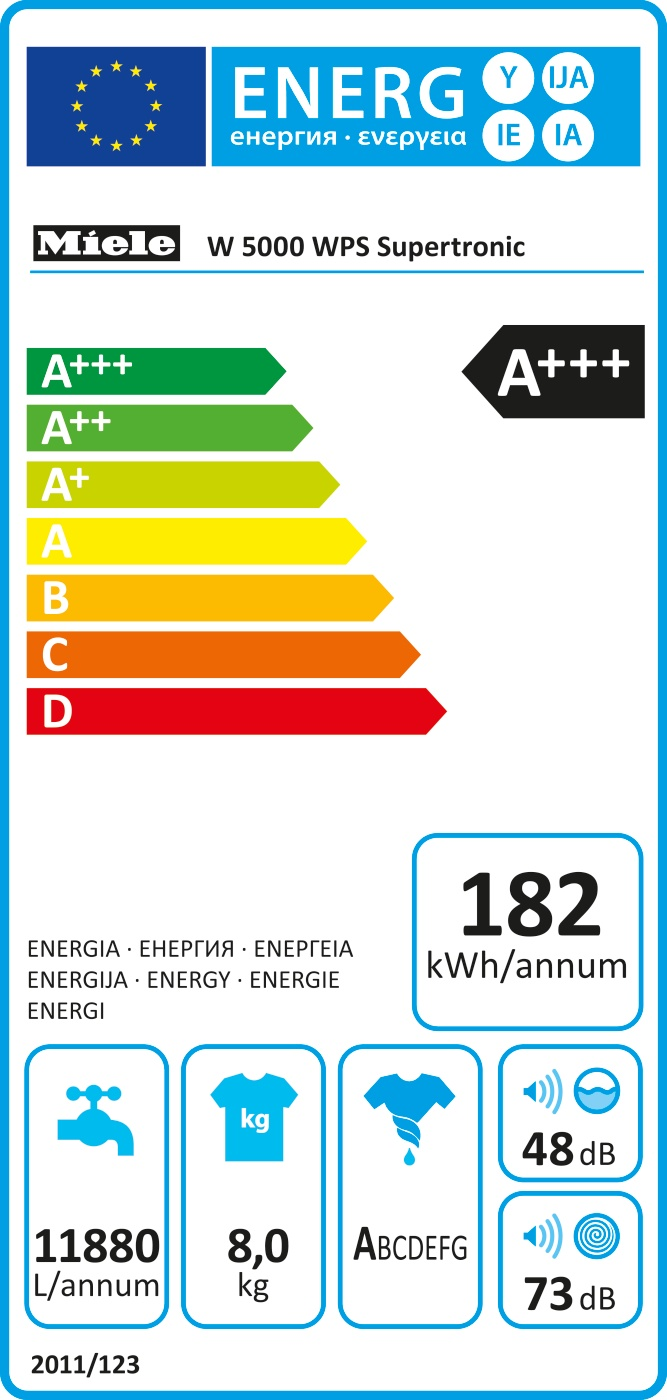 ENERG Y IJA
енергия · ενεργεια IE IA
Miele W 5000 WPS Supertronic
A+++ A+++
A++
A+
A
B
C
D
182
kWh/annum
ENERGIA · ЕНЕРГИЯ · ΕΝΕΡΓΕΙΑ
ENERGIJA · ENERGY · ENERGIE
ENERGI
kg
48 dB
11880
L/annum
8,0
kg
ABCDEFG
73 dB
2011/123